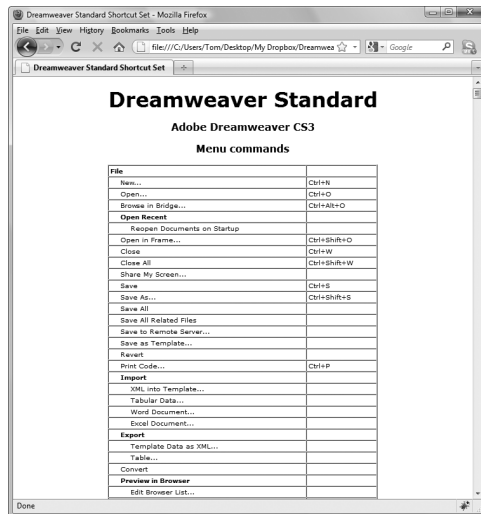 Dreamweaver Standard Shortcut Set - Mozilla Firefox
File Edit View History Bookmarks Tools Help
file:///C:/Users/Tom/Desktop/My Dropbox/Dreamwea
Google
Dreamweaver Standard Shortcut Set
Dreamweaver Standard
Adobe Dreamweaver CS3
Menu commands
File
New... Ctrl+N
Open... Ctrl+O
Browse in Bridge... Ctrl+Alt+O
Open Recent
Reopen Documents on Startup
Open in Frame... Ctrl+Shift+O
Close Ctrl+W
Close All Ctrl+Shift+W
Share My Screen...
Save Ctrl+S
Save As... Ctrl+Shift+S
Save All
Save All Related Files
Save to Remote Server...
Save as Template...
Revert
Print Code... Ctrl+P
Import
XML into Template...
Tabular Data...
Word Document...
Excel Document...
Export
Template Data as XML...
Table...
Convert
Preview in Browser
Edit Browser List...
Done